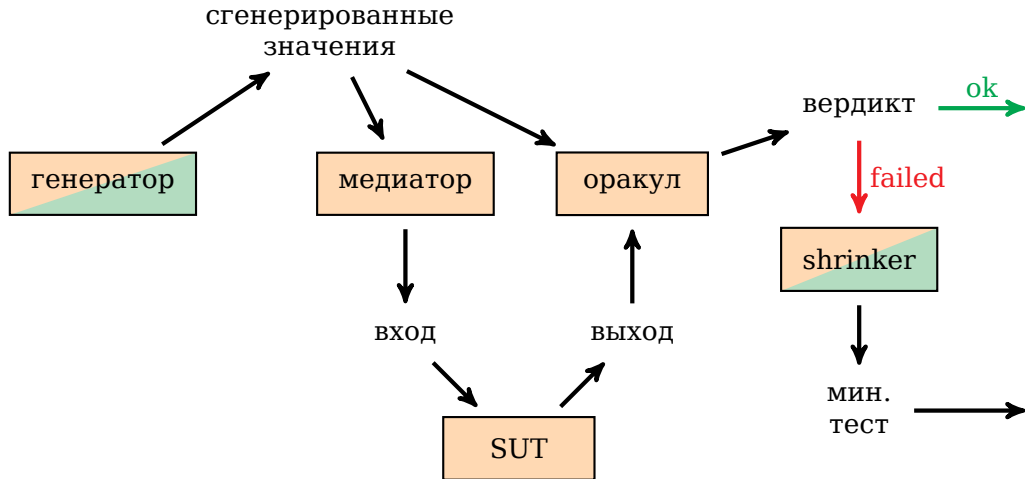 сгенерированные
значения
ok
вердикт
генератор
медиатор
оракул
failed
shrinker
вход
выход
мин.
тест
SUT